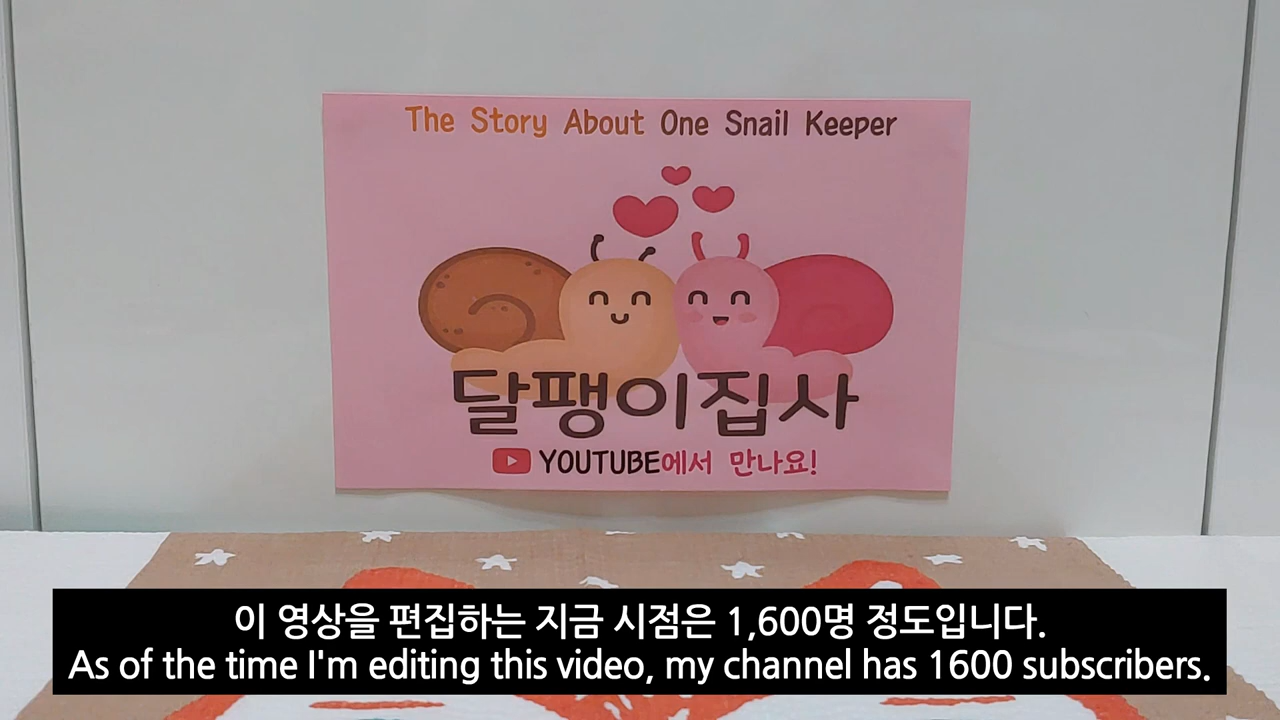 The Story About One Snail Keeper
달팽이집사
YOUTUBE에서 만나요!
이 영상을 편집하는 지금 시점은 1,600명 정도입니다.
As of the time I'm editing this video, my channel has 1600 subscribers.